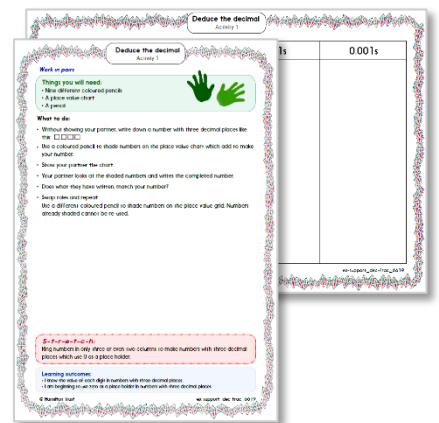 Deduce the decimal
Activity 1
1s
0.001s
Deduce the decimal
Activity 1
Work in pairs
Things you will need:
• Nine different coloured pencils
• A place value chart
• A pencil
What to do:
• Without showing your partner, write down a number with three decimal places like
this □.□□□
• Use a coloured pencil to shade numbers on the place value chart which add to make
your number.
• Show your partner the chart.
• Your partner looks at the shaded numbers and writes the completed number.
• Does what they have written, match your number?
• Swap roles and repeat.
Use a different coloured pencil to shade numbers on the place value grid. Numbers
already shaded cannot be re-used.
S-t-r-e-t-c-h:
Ring numbers in only three or even two columns to make numbers with three decimal
places which use 0 as a place holder.
Learning outcomes:
• I know the value of each digit in numbers with three decimal places.
• I am beginning to use zero as a place holder in numbers with three decimal places.
© Hamilton Trust
ex_support_dec-frac_6619
ex_support_dec-frac_6619